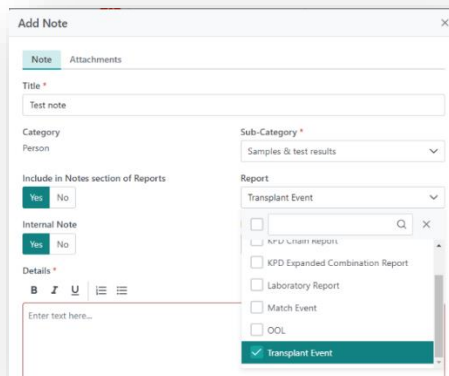 Add Note
Note Attachments
Title *
Test note
Category Sub-Category *
Person Samples & test results
Include in Notes section of Reports Report
Yes No Transplant Event
Internal Note
Yes No KPD Chain Report
KPD Expanded Combination Report
Details * Laboratory Report
B I U Match Event
Enter text here... OOL
Transplant Event